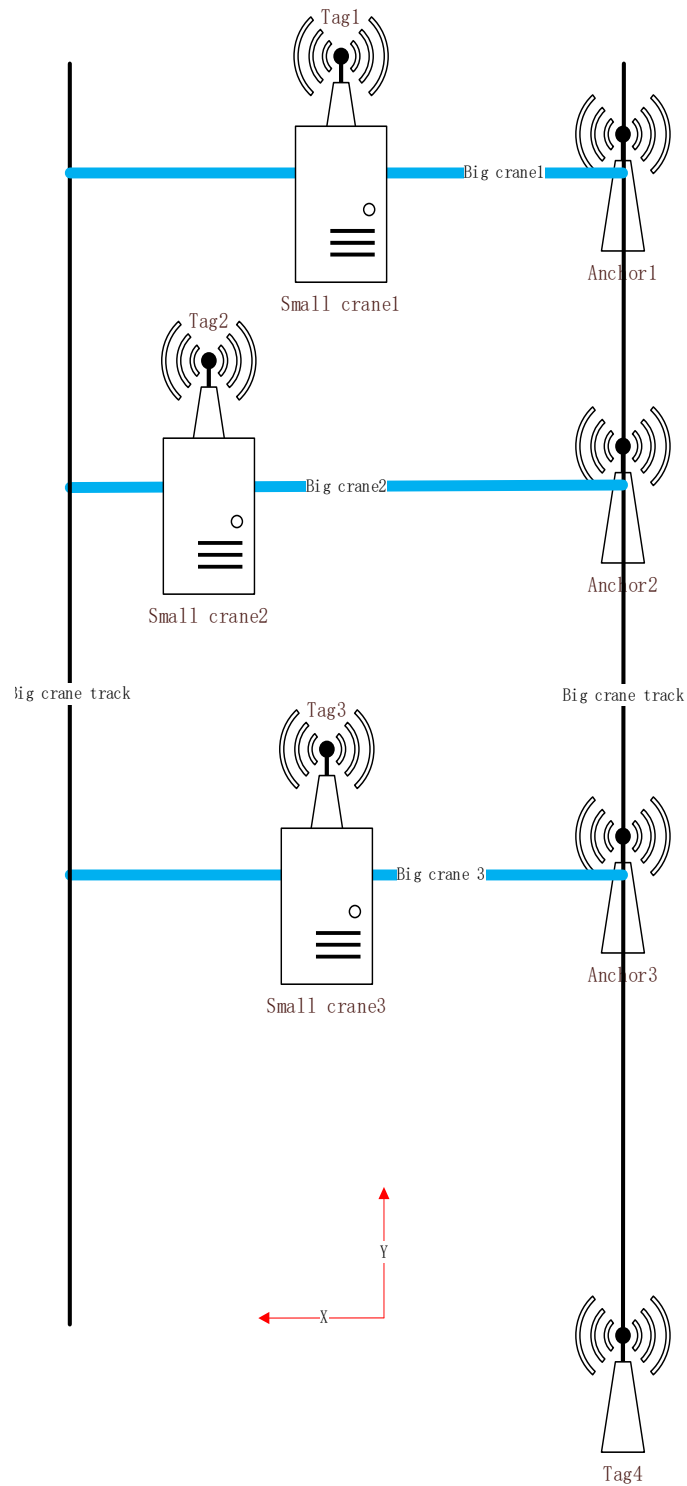 Tag1
Big crane1
Anchor1
Small crane1
Tag2
Big crane2
Anchor2
Small crane2
Big crane track
Big crane track
Tag3
Big crane 3
Anchor3
Small crane3
Y
X
Tag4